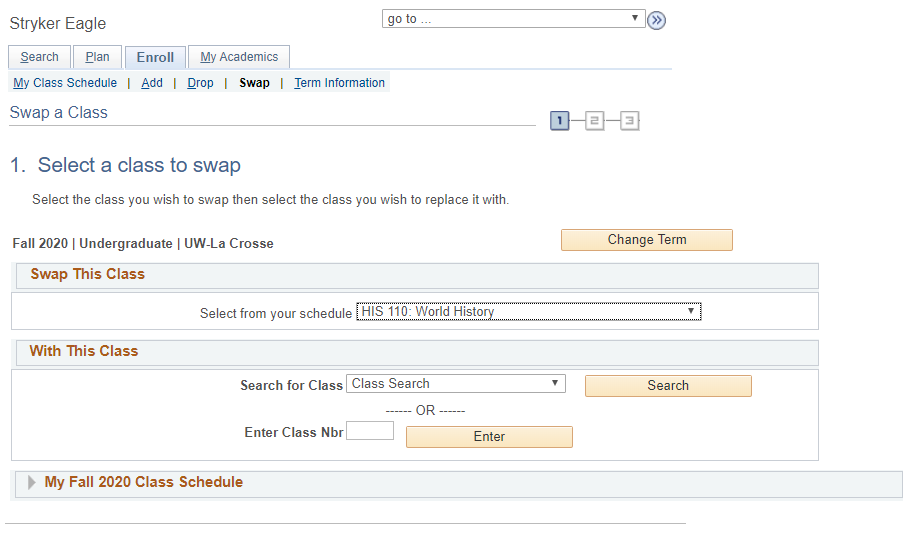 Stryker Eagle
go to ...
Search Plan Enroll My Academics
My Class Schedule | Add | Drop | Swap | Term Information
Swap a Class
1 2 3
1. Select a class to swap
Select the class you wish to swap then select the class you wish to replace it with.
Fall 2020 | Undergraduate | UW-La Crosse
Change Term
Swap This Class
Select from your schedule HIS 110: World History
With This Class
Search for Class Class Search Search
------ OR ------
Enter Class Nbr Enter
My Fall 2020 Class Schedule